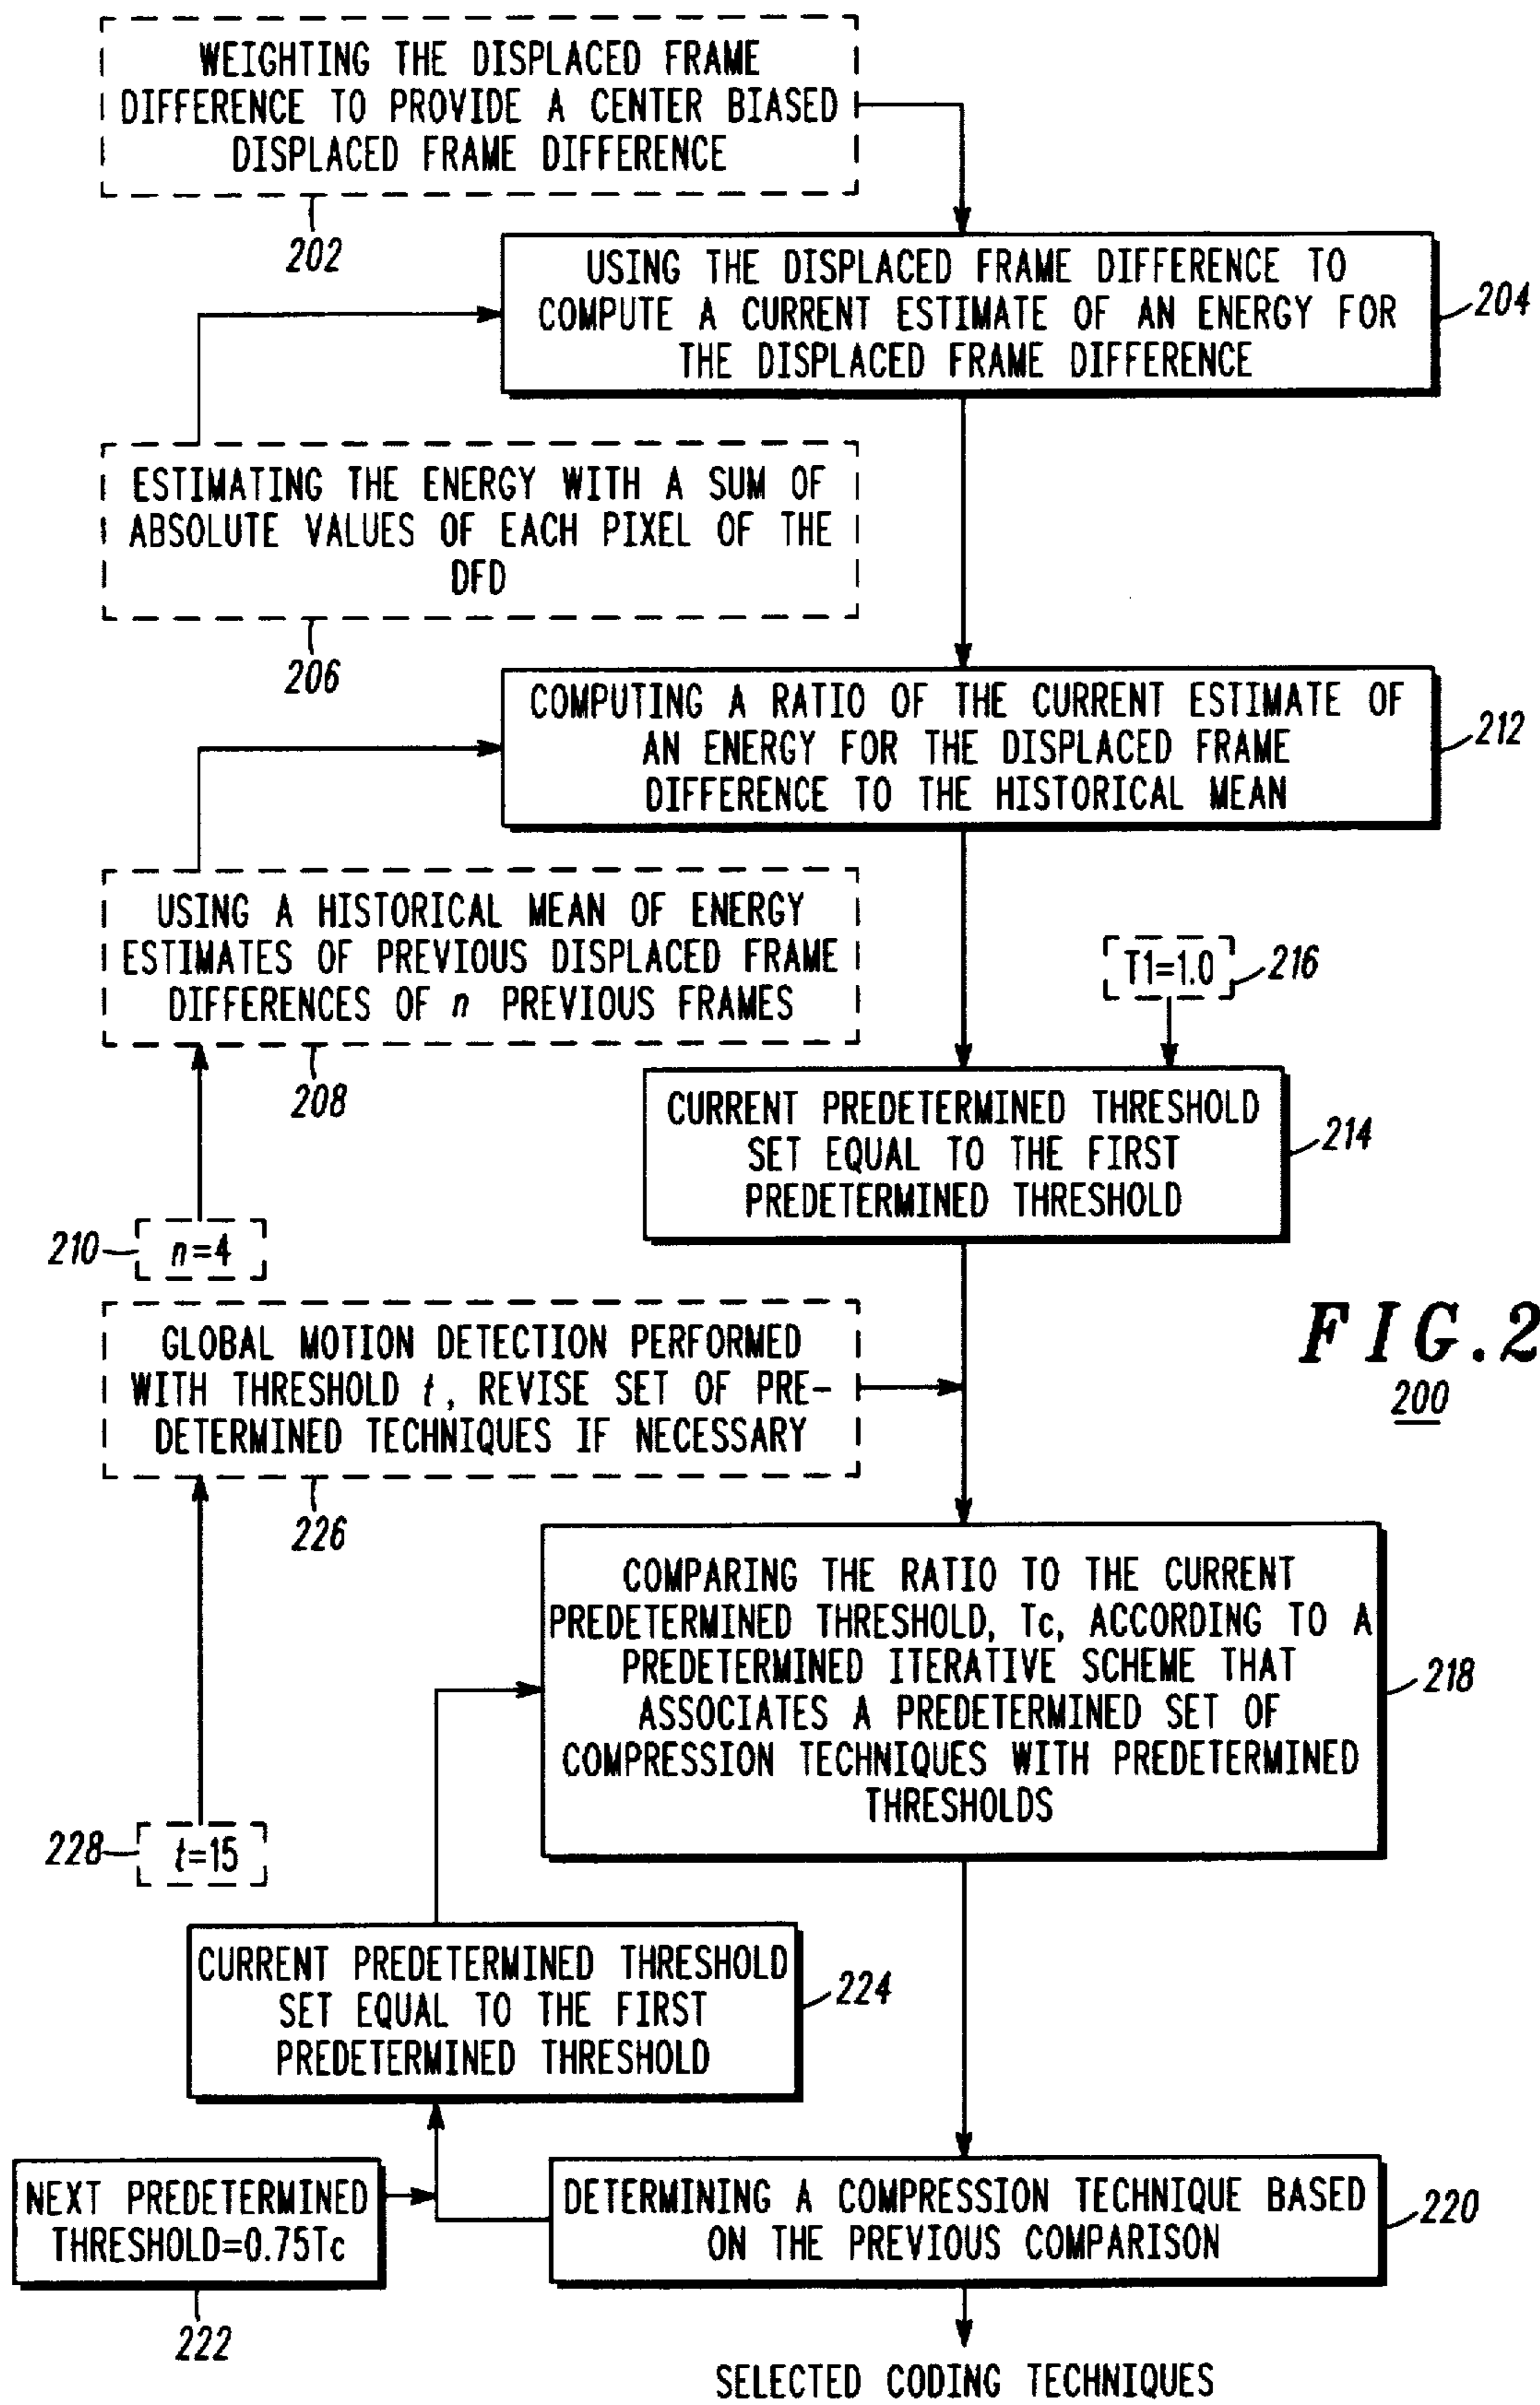 WEIGHTING THE DISPLACED FRAME
DIFFERENCE TO PROVIDE A CENTER BIASED
DISPLACED FRAME DIFFERENCE
202
USING THE DISPLACED FRAME DIFFERENCE TO
COMPUTE A CURRENT ESTIMATE OF AN ENERGY FOR
THE DISPLACED FRAME DIFFERENCE
204
ESTIMATING THE ENERGY WITH A SUM OF
ABSOLUTE VALUES OF EACH PIXEL OF THE
DFD
206
COMPUTING A RATIO OF THE CURRENT ESTIMATE OF
AN ENERGY FOR THE DISPLACED FRAME
DIFFERENCE TO THE HISTORICAL MEAN
212
USING A HISTORICAL MEAN OF ENERGY
ESTIMATES OF PREVIOUS DISPLACED FRAME
DIFFERENCES OF n PREVIOUS FRAMES
208
T1=1.0
216
CURRENT PREDETERMINED THRESHOLD
SET EQUAL TO THE FIRST
PREDETERMINED THRESHOLD
214
210
n=4
GLOBAL MOTION DETECTION PERFORMED
WITH THRESHOLD t, REVISE SET OF PRE-
DETERMINED TECHNIQUES IF NECESSARY
226
FIG.2
200
COMPARING THE RATIO TO THE CURRENT
PREDETERMINED THRESHOLD, Tc, ACCORDING TO A
PREDETERMINED ITERATIVE SCHEME THAT
ASSOCIATES A PREDETERMINED SET OF
COMPRESSION TECHNIQUES WITH PREDETERMINED
THRESHOLDS
218
228
t=15
CURRENT PREDETERMINED THRESHOLD
SET EQUAL TO THE FIRST
PREDETERMINED THRESHOLD
224
NEXT PREDETERMINED
THRESHOLD=0.75Tc
222
DETERMINING A COMPRESSION TECHNIQUE BASED
ON THE PREVIOUS COMPARISON
220
SELECTED CODING TECHNIQUES